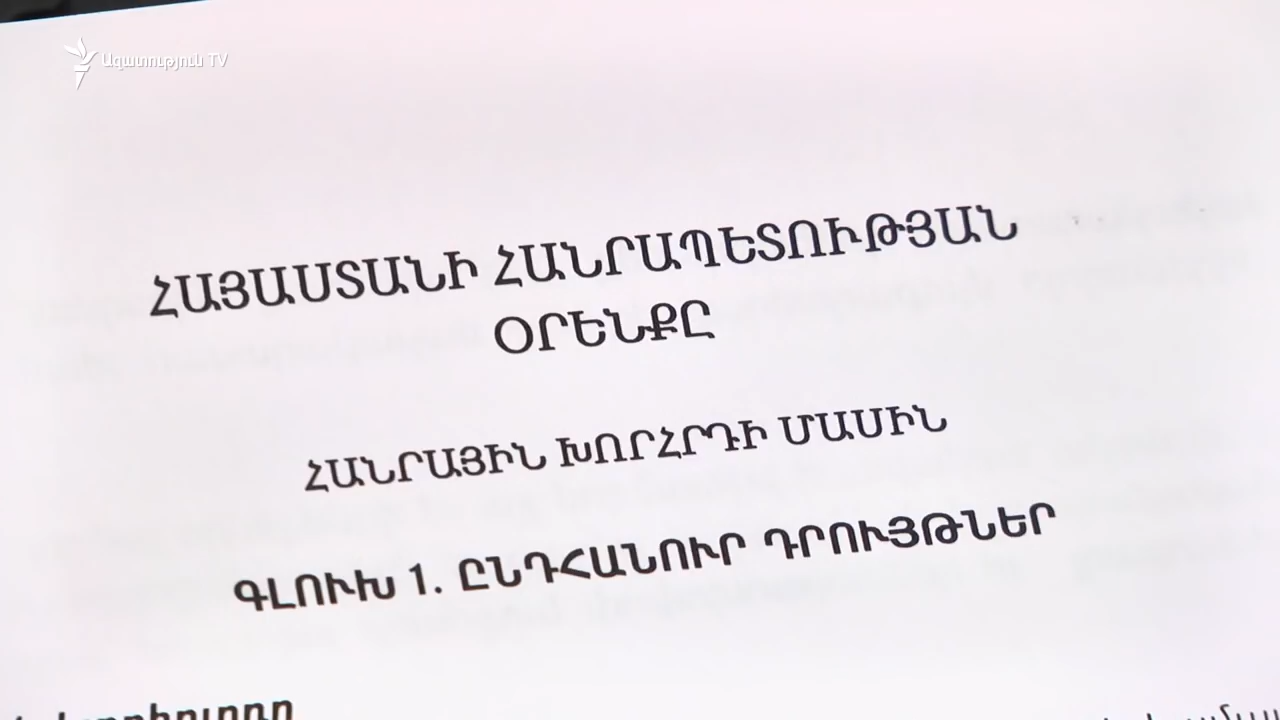 Ազատություն TV
ՀԱՅԱՍՏԱՆԻ ՀԱՆՐԱՊԵՏՈՒԹՅԱՆ
ՕՐԵՆՔԸ
ՀԱՆՐԱՅԻՆ ԽՈՐՀՐԴԻ ՄԱՍԻՆ
ԳԼՈՒԽ 1. ԸՆԴՀԱՆՈՒՐ ԴՐՈՒՅԹՆԵՐ